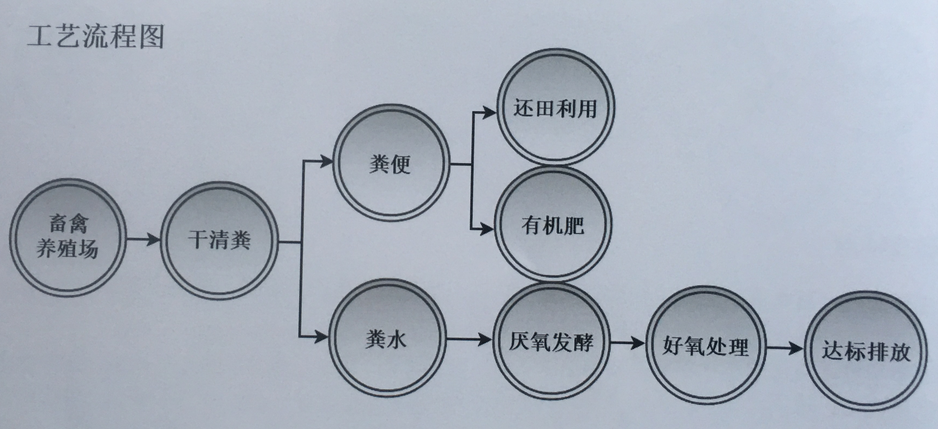 工艺流程图
畜禽
养殖场
干清粪
粪便
还田利用
有机肥
粪水
厌氧发酵
好氧处理
达标排放